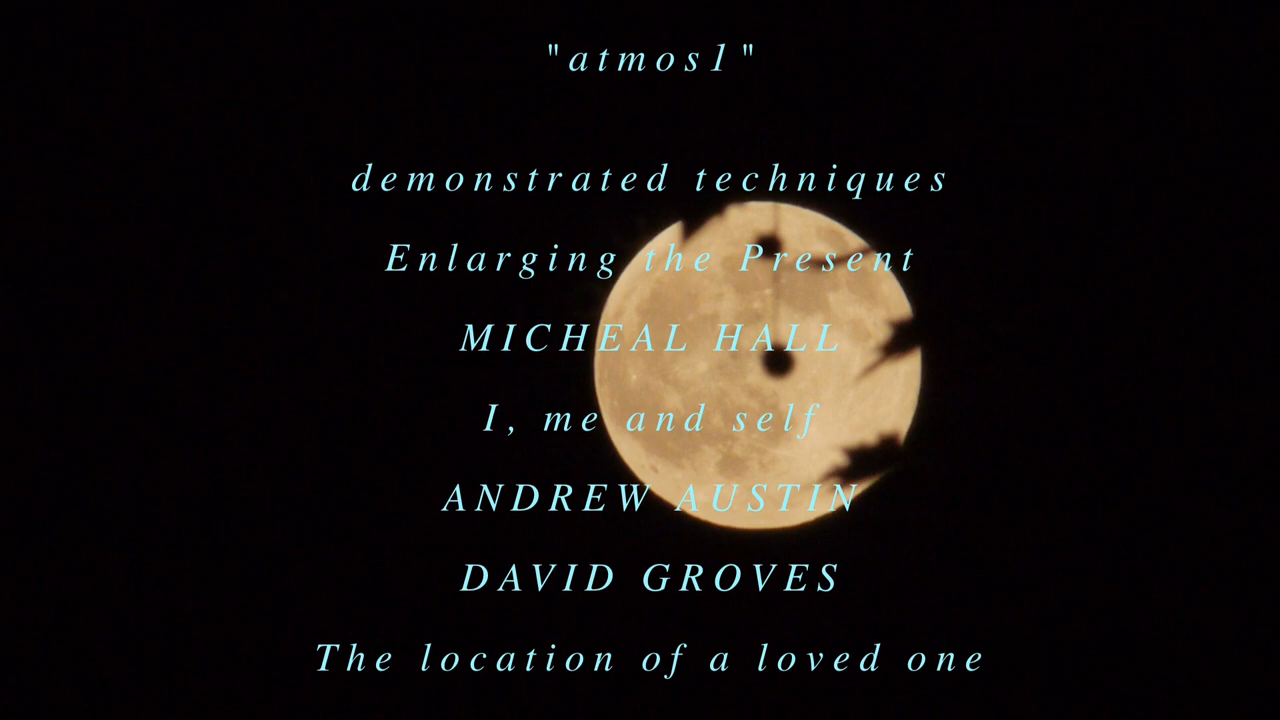 "atmos1"
demonstrated techniques
Enlarging the Present
MICHEAL HALL
I, me and self
ANDREW AUSTIN
DAVID GROVES
The location of a loved one